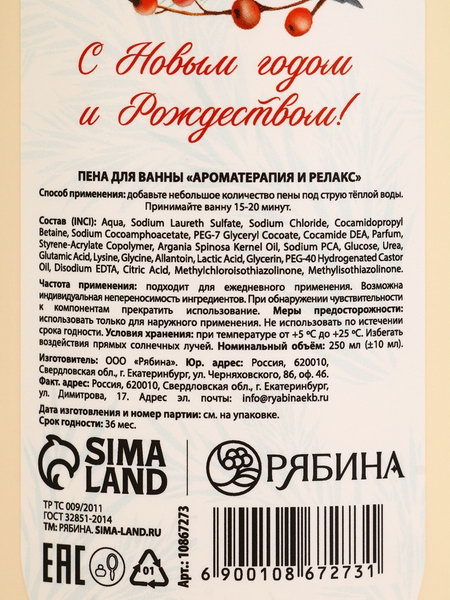 С Новым годом
и Рождеством!
ПЕНА ДЛЯ ВАННЫ «АРОМАТЕРАПИЯ И РЕЛАКС»
Способ применения: добавьте небольшое количество пены под струю тёплой воды.
Принимайте ванну 15-20 минут.
Состав (INCI): Aqua, Sodium Laureth Sulfate, Sodium Chloride, Cocamidopropyl
Betaine, Sodium Cocoamphoacetate, PEG-7 Glyceryl Cocoate, Cocamide DEA, Parfum,
Styrene-Acrylate Copolymer, Argania Spinosa Kernel Oil, Sodium PCA, Glucose, Urea,
Glutamic Acid, Lysine, Glycine, Allantoin, Lactic Acid, Glycerin, PEG-40 Hydrogenated Castor
Oil, Disodium EDTA, Citric Acid, Methylchloroisothiazolinone, Methylisothiazolinone.
Частота применения: подходит для ежедневного применения. Возможна
индивидуальная непереносимость ингредиентов. При обнаружении чувствительности
к компонентам прекратить использование. Меры предосторожности:
использовать только для наружного применения. Не использовать по истечении
срока годности. Условия хранения: при температуре от +5 °С до +25 °С. Избегать
воздействия прямых солнечных лучей. Номинальный объём: 250 мл (±10 мл).
Изготовитель: ООО «Рябина». Юр. адрес: Россия, 620010,
Свердловская обл., г. Екатеринбург, ул. Черняховского, 86, оф. 46.
Факт. адрес: Россия, 620010, Свердловская обл., г. Екатеринбург,
ул. Димитрова, 17. Адрес эл. почты: info@ryabinaekb.ru
Дата изготовления и номер партии: см. на упаковке.
Срок годности: 36 мес.
SIMA
LAND
РЯБИНА
ТР ТС 009/2011
ГОСТ 32851-2014
ТМ: РЯБИНА. SIMA-LAND.RU
EAC
01
Арт.: 10867273
6 900108 672731